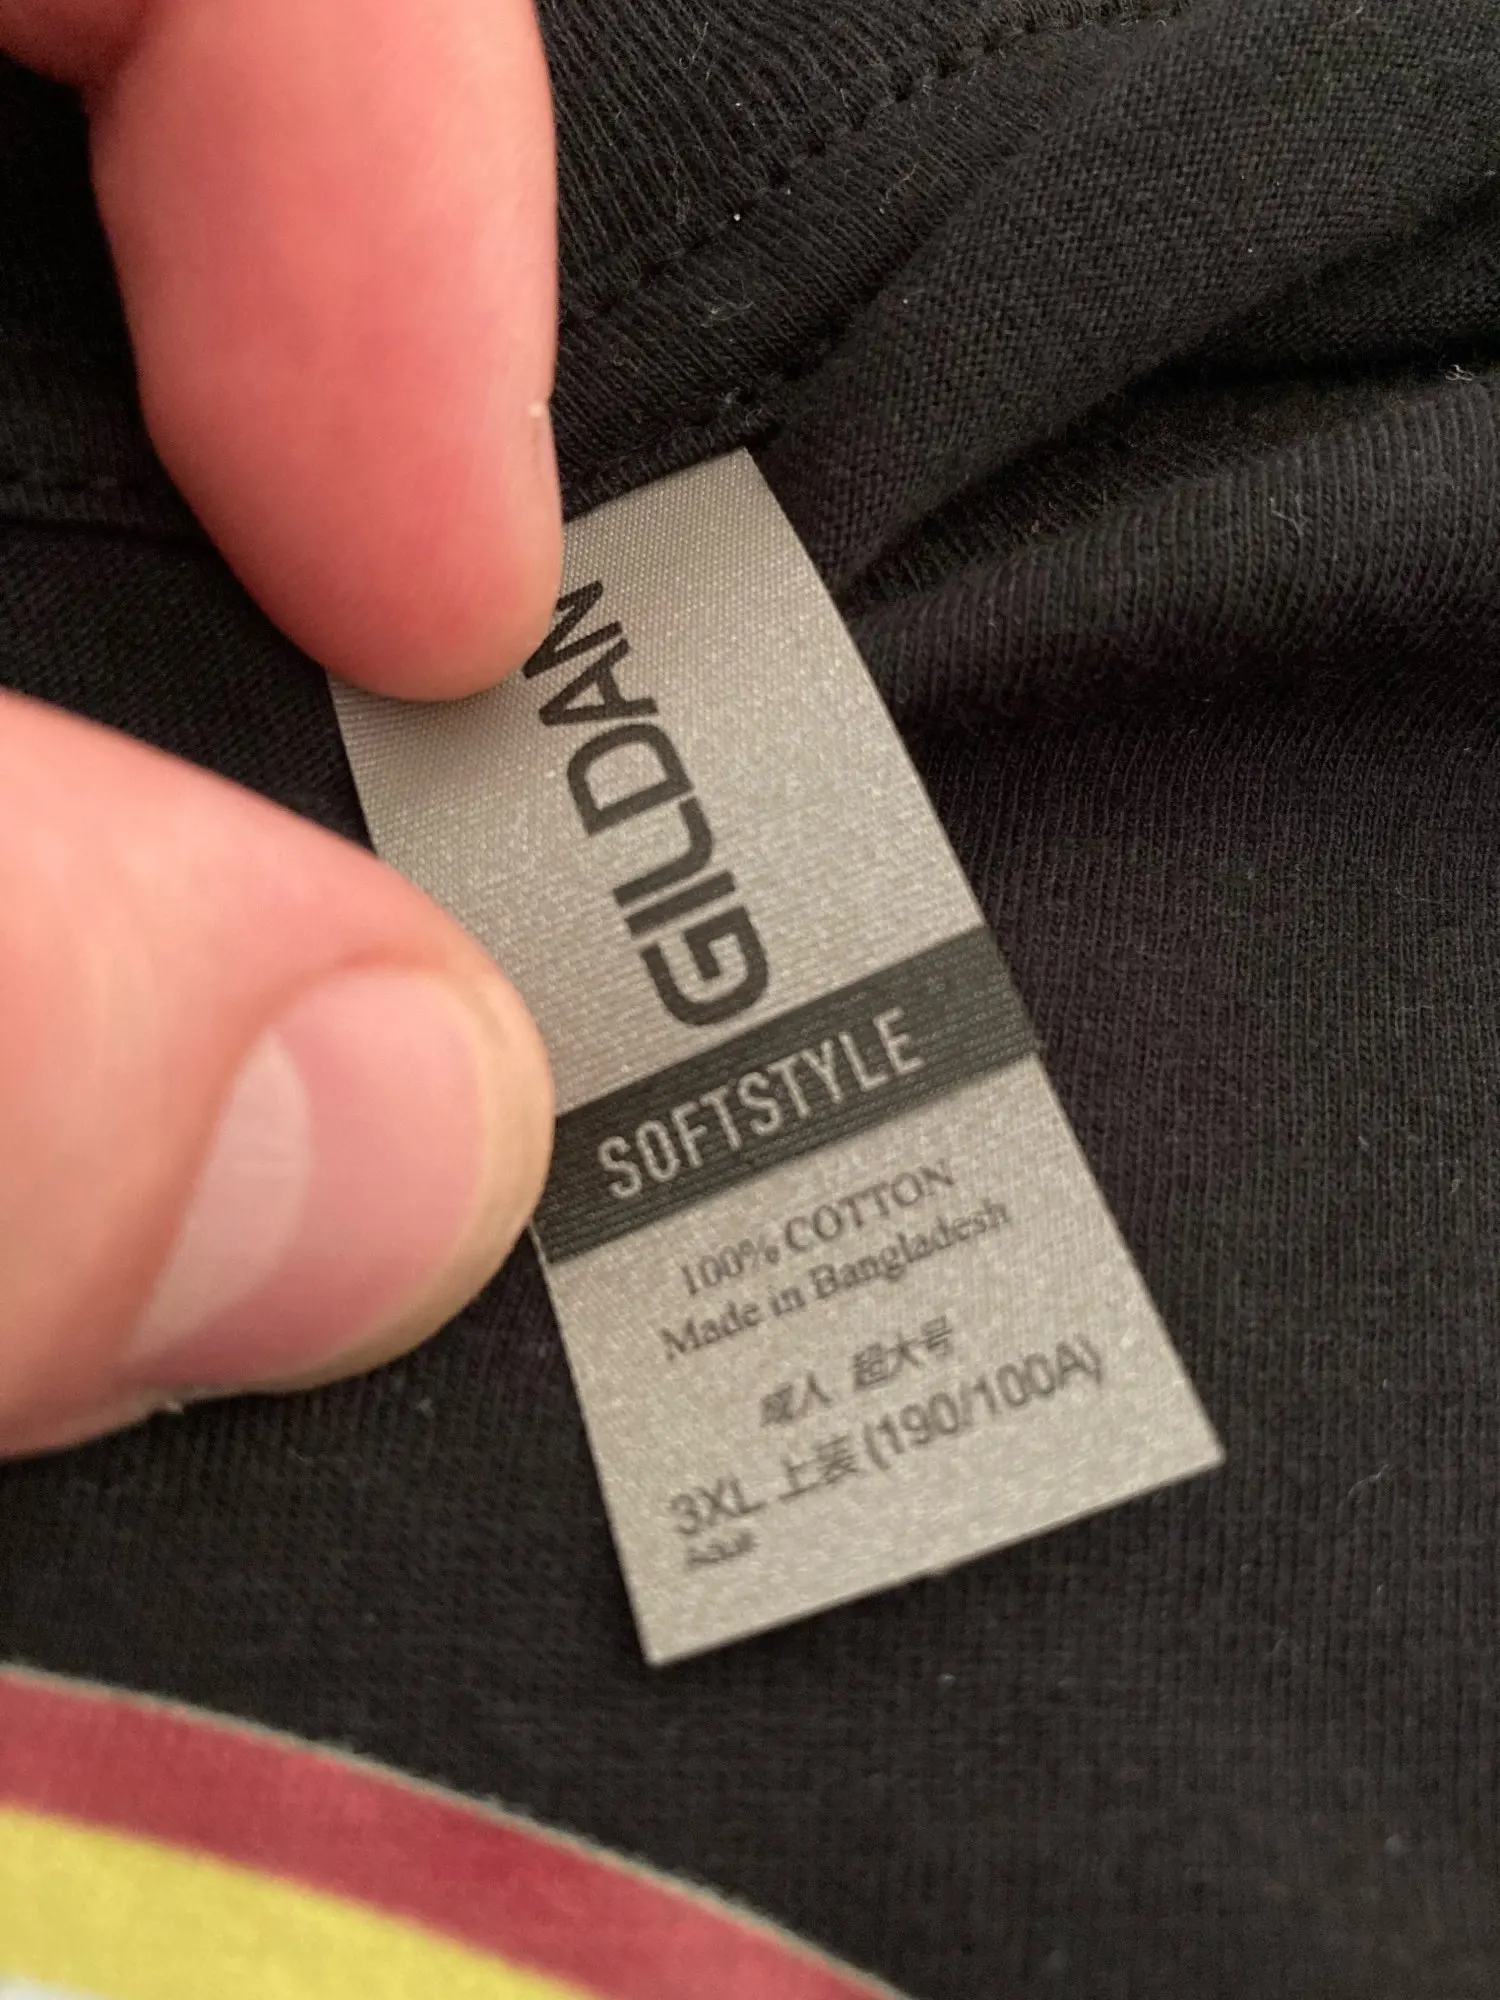 GILDAN
SOFTSTYLE
100% COTTON
Made in Bangladesh
成人 超大号
3XL 上装(190/100A)
Adult